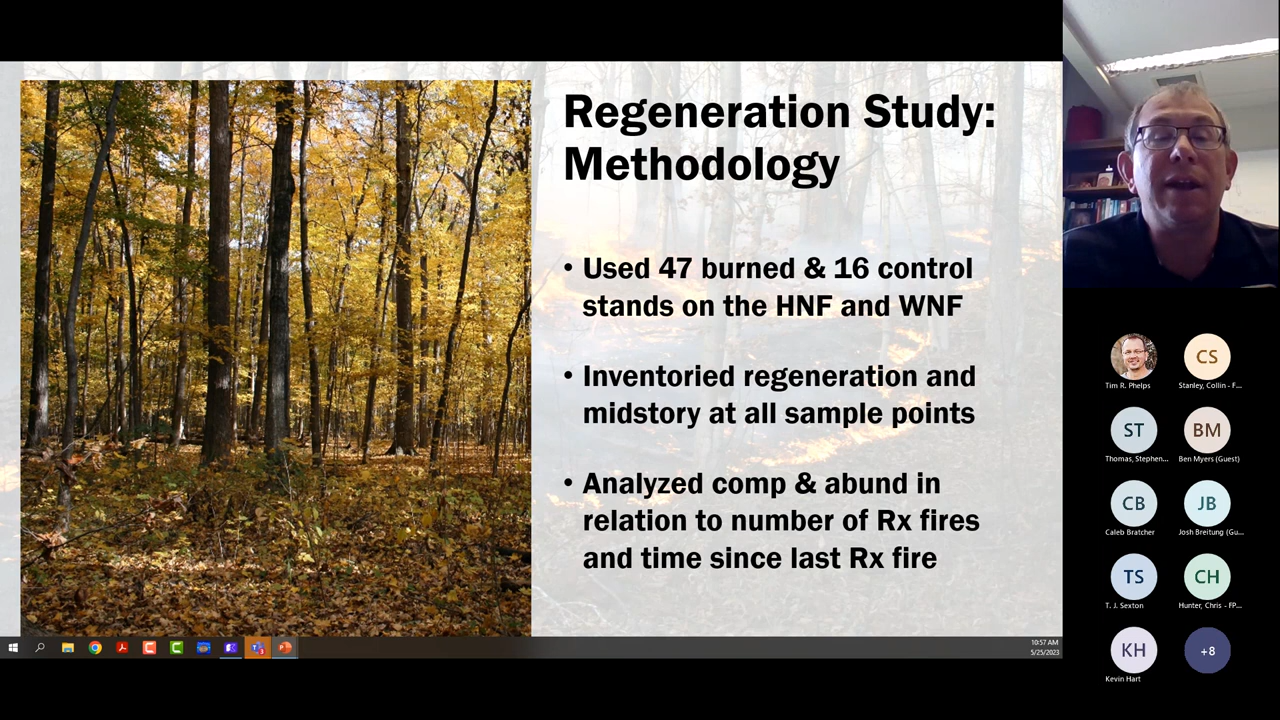 Regeneration Study:
Methodology
• Used 47 burned & 16 control
stands on the HNF and WNF
• Inventoried regeneration and
midstory at all sample points
• Analyzed comp & abund in
relation to number of Rx fires
and time since last Rx fire
10:57 AM
5/25/2023
Tim R. Phelps
CS
Stanley, Collin - F...
ST
Thomas, Stephen...
BM
Ben Myers (Guest)
CB
Caleb Bratcher
JB
Josh Breitung (Gu...
TS
T. J. Sexton
CH
Hunter, Chris - FP...
KH
Kevin Hart
+8